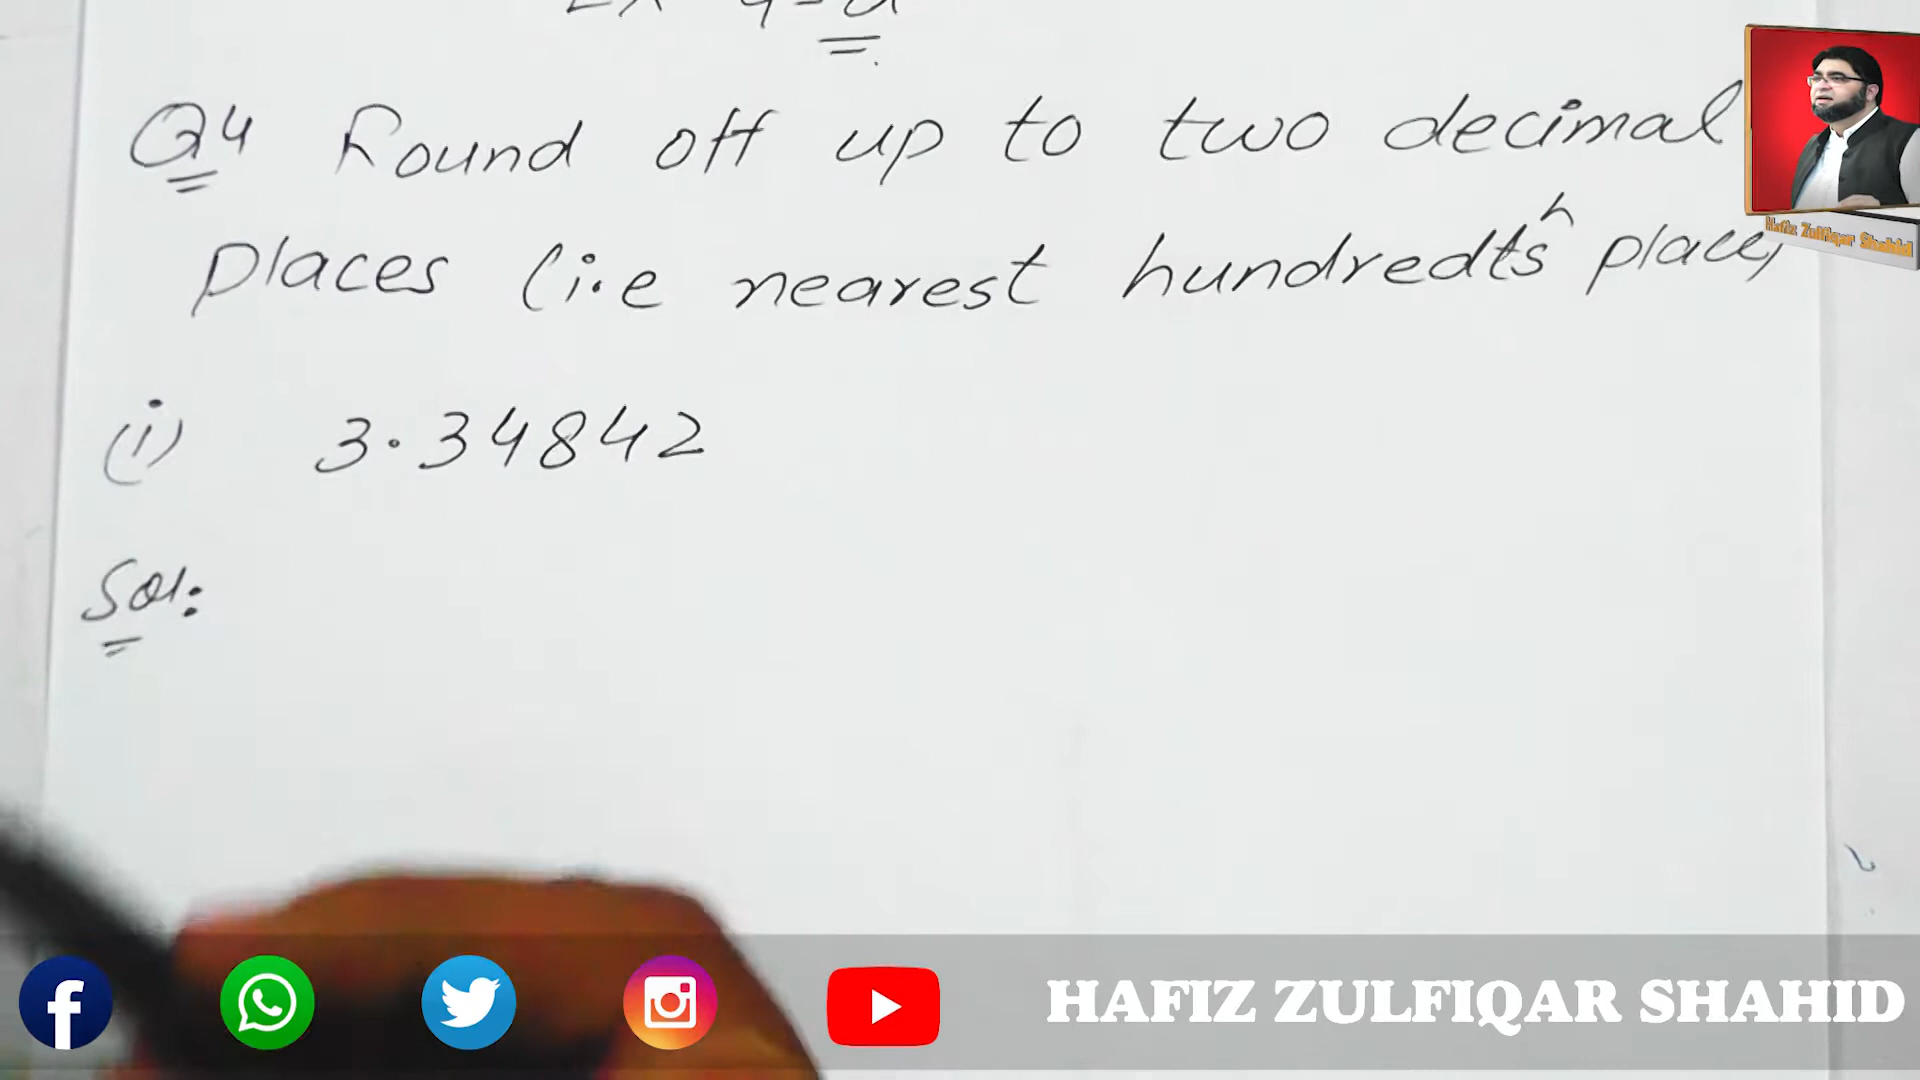 Q4 Round off up to two decimal
places (i.e nearest hundredths place)
(i) 3.34842
Sol:
Hafiz Zulfiqar Shahid
HAFIZ ZULFIQAR SHAHID